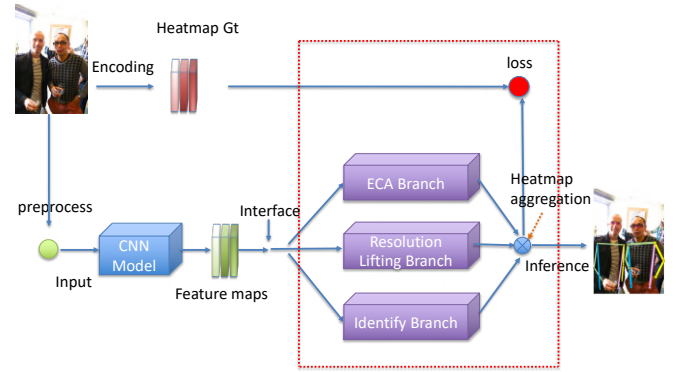 Heatmap Gt
Encoding
loss
ECA Branch
Heatmap
aggregation
Interface
preprocess
CNN
Model
Resolution
Lifting Branch
Input
Feature maps
Inference
Identify Branch